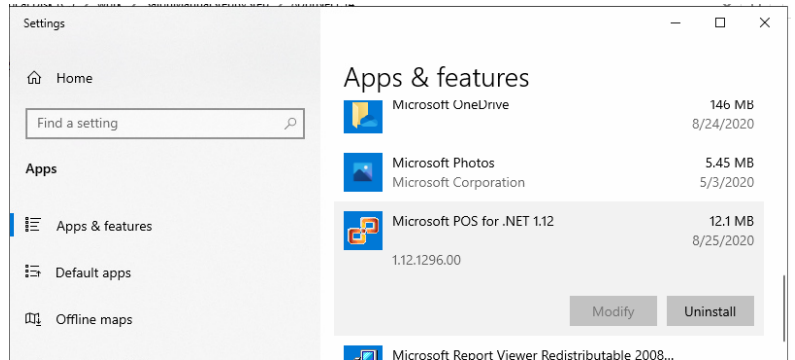 Settings
Home
Find a setting
Apps
Apps & features
Default apps
Offline maps
Apps & features
Microsoft OneDrive
146 MB
8/24/2020
Microsoft Photos
5.45 MB
Microsoft Corporation
5/3/2020
Microsoft POS for .NET 1.12
12.1 MB
8/25/2020
1.12.1296.00
Modify
Uninstall
Microsoft Report Viewer Redistributable 2008...